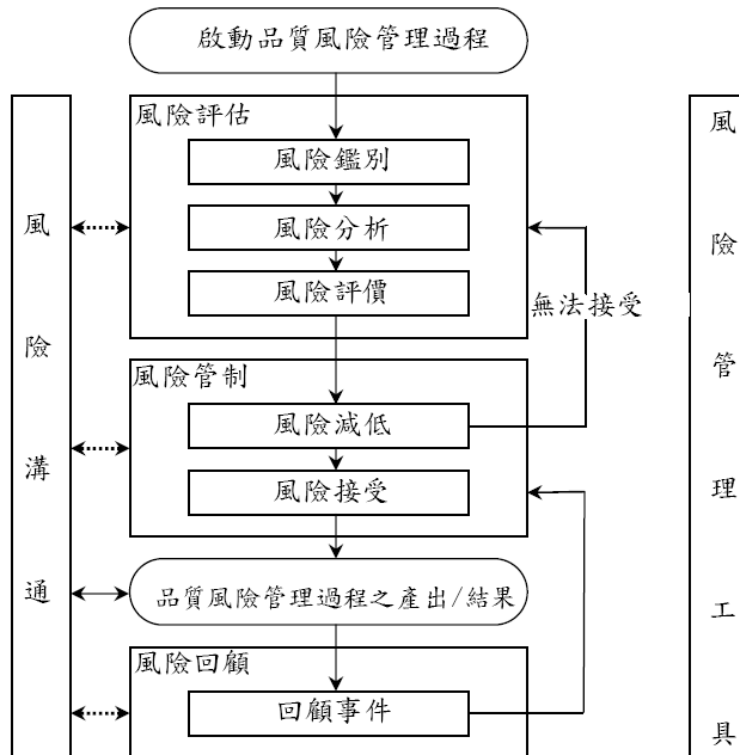 啟動品質風險管理過程
風險評估
風險鑑別
風險分析
風險評價
無法接受
風險管制
風險減低
風險接受
品質風險管理過程之產出/結果
風險回顧
回顧事件
風險溝通
風險管理工具